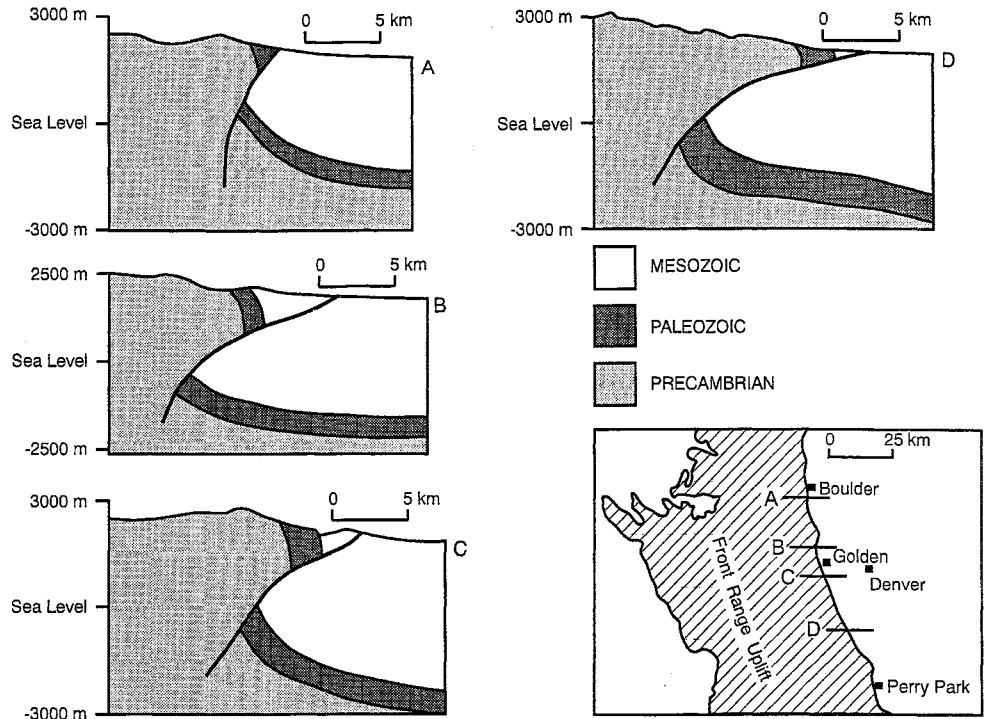 3000 m
0 5 km
A
Sea Level
-3000 m
2500 m
0 5 km
B
Sea Level
-2500 m
3000 m
0 5 km
C
Sea Level
-3000 m
3000 m
0 5 km
D
Sea Level
-3000 m
MESOZOIC
PALEOZOIC
PRECAMBRIAN
0 25 km
A
Boulder
B
Golden
C
Denver
D
Front Range Uplift
Perry Park